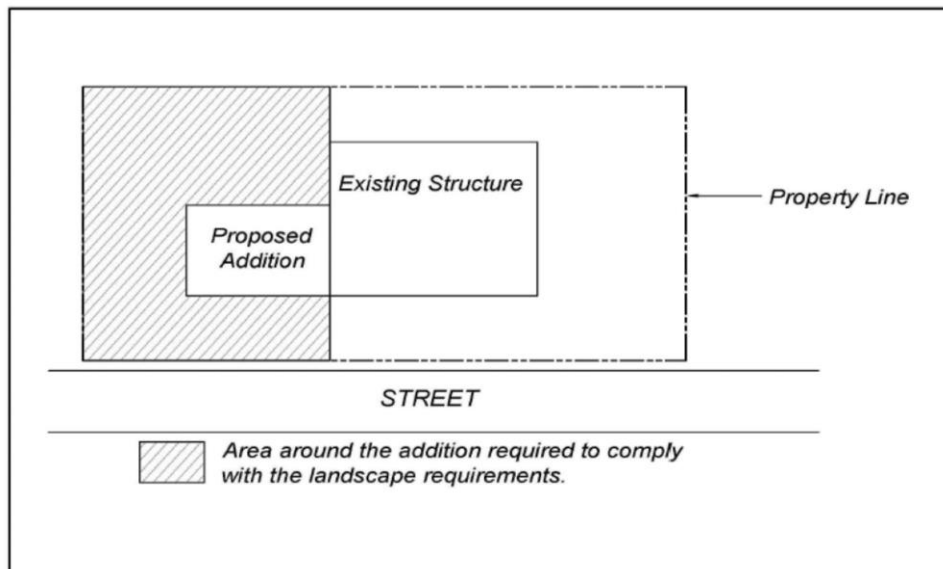 Existing Structure
Property Line
Proposed
Addition
STREET
Area around the addition required to comply
with the landscape requirements.